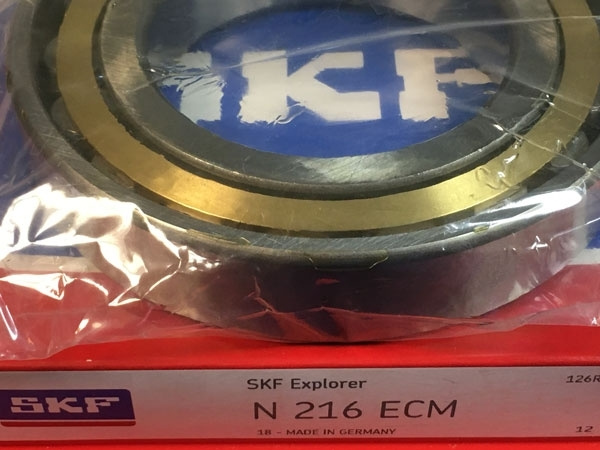 SKF
SKF Explorer
126R
SKF
N 216 ECM
18 - MADE IN GERMANY
12